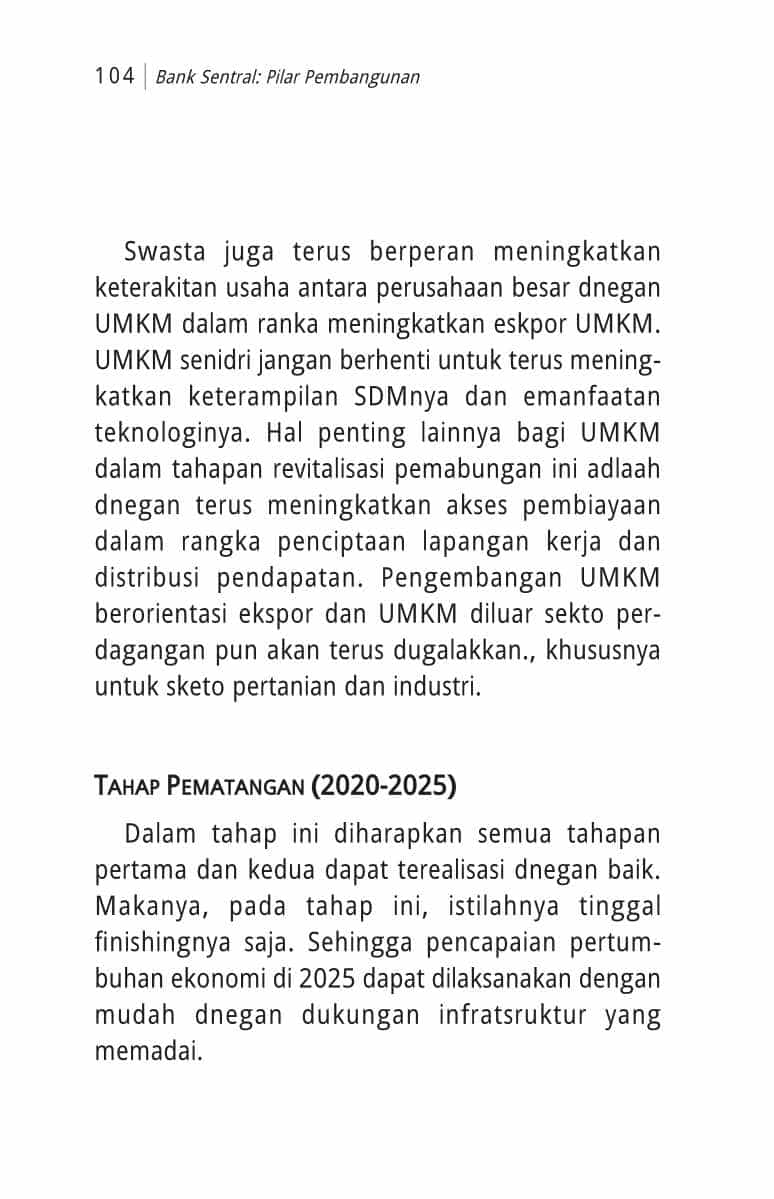 104 Bank Sentral: Pilar Pembangunan
Swasta juga terus berperan meningkatkan
keterakitan usaha antara perusahaan besar dnegan
UMKM dalam ranka meningkatkan eskpor UMKM.
UMKM senidri jangan berhenti untuk terus mening-
katkan keterampilan SDMnya dan emanfaatan
teknologinya. Hal penting lainnya bagi UMKM
dalam tahapan revitalisasi pemabungan ini adlaah
dnegan terus meningkatkan akses pembiayaan
dalam rangka penciptaan lapangan kerja dan
distribusi pendapatan. Pengembangan UMKM
berorientasi ekspor dan UMKM diluar sekto per-
dagangan pun akan terus dugalakkan., khususnya
untuk sketo pertanian dan industri.
Tahap Pematangan (2020-2025)
Dalam tahap ini diharapkan semua tahapan
pertama dan kedua dapat terealisasi dnegan baik.
Makanya, pada tahap ini, istilahnya tinggal
finishingnya saja. Sehingga pencapaian pertum-
buhan ekonomi di 2025 dapat dilaksanakan dengan
mudah dnegan dukungan infratsruktur yang
memadai.